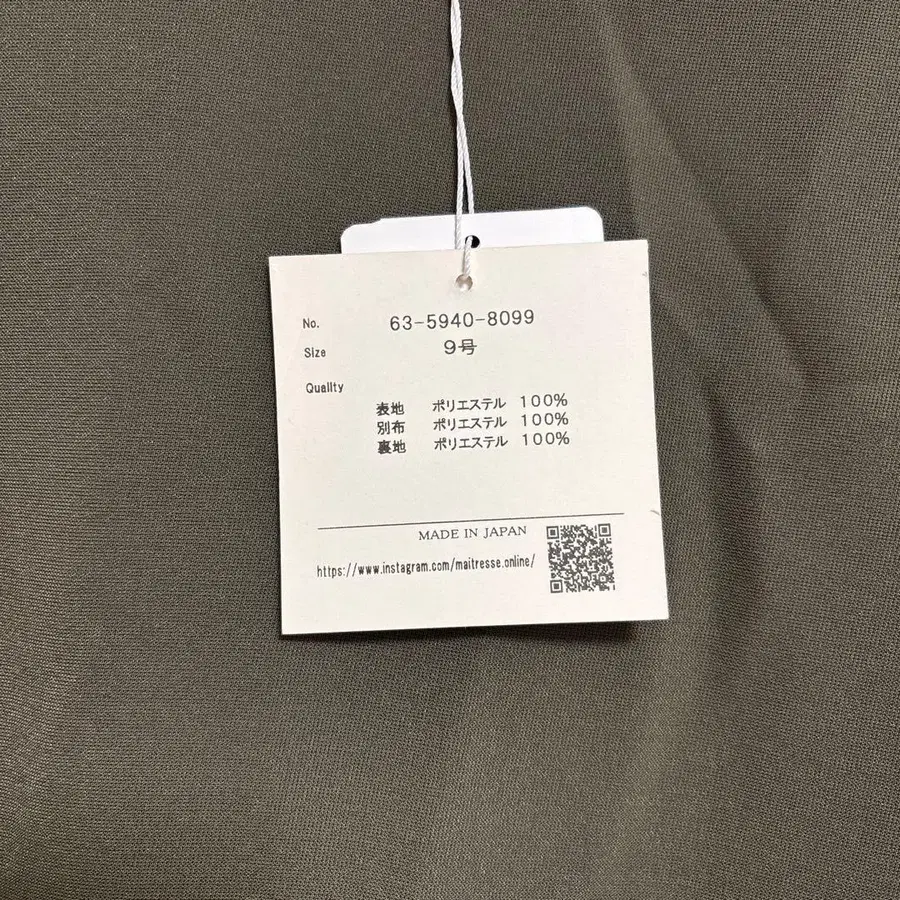 No. 63-5940-8099
Size 9号
Quality
表地 ポリエステル 100%
別布 ポリエステル 100%
裏地 ポリエステル 100%
MADE IN JAPAN
https://www.instagram.com/maitresse.online/